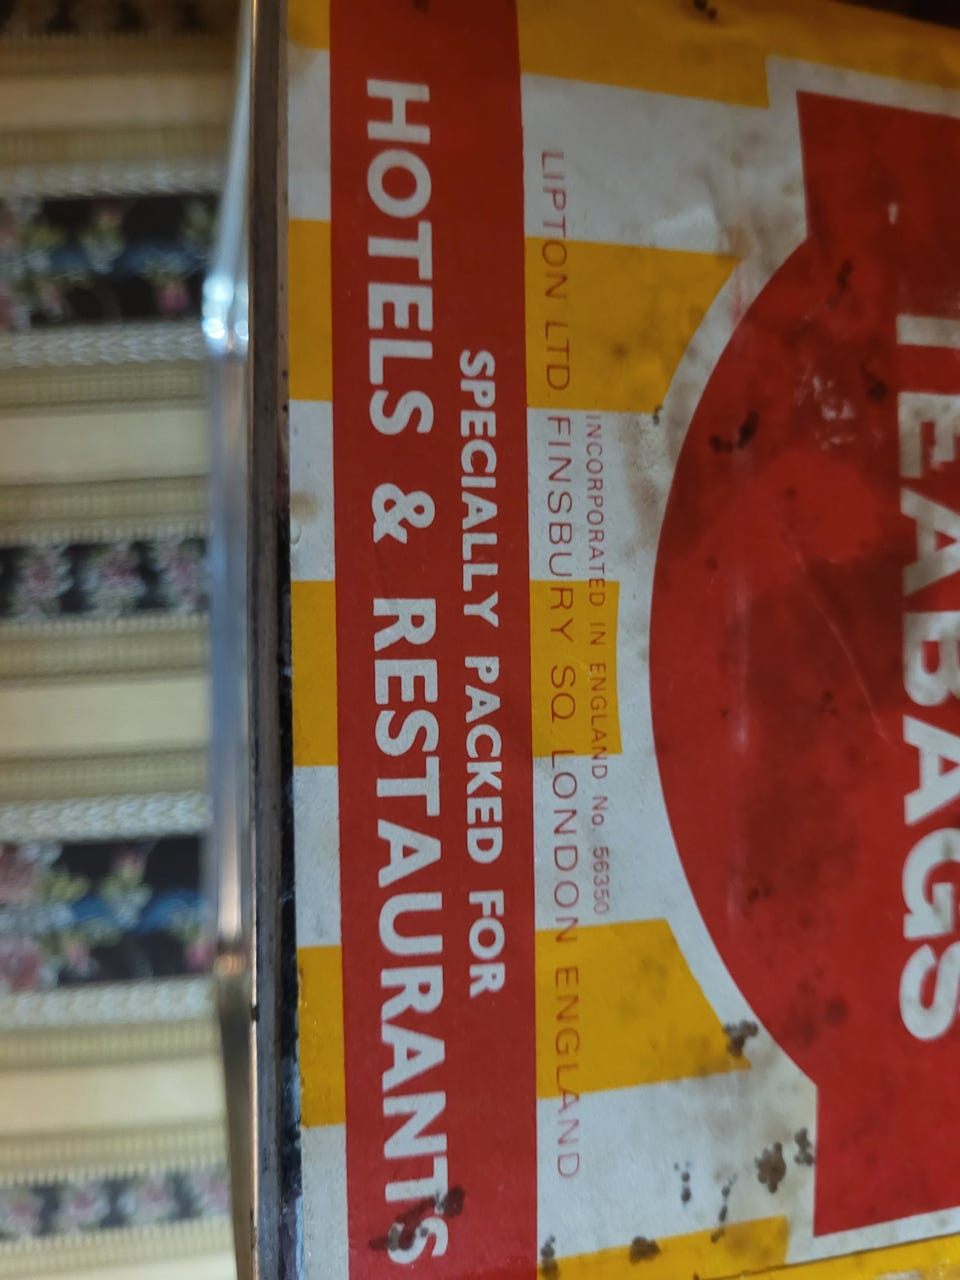 TEABAGS
INCORPORATED IN ENGLAND No. 56350
LIPTON LTD. FINSBURY SQ. LONDON ENGLAND
SPECIALLY PACKED FOR
HOTELS & RESTAURANTS